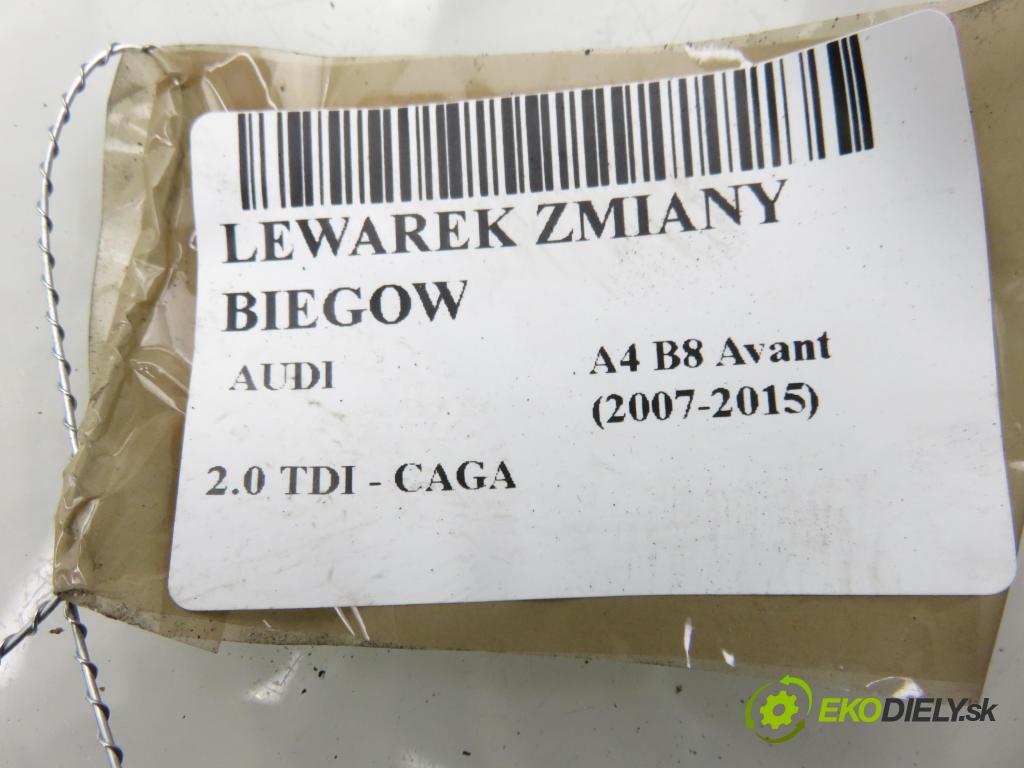 LEWAREK ZMIANY
BIEGOW
AUDI
A4 B8 Avant
(2007-2015)
2.0 TDI - CAGA
EKODIELY.sk